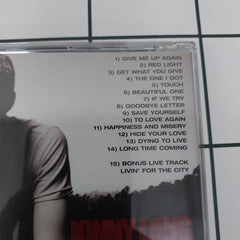 1) GIVE ME UP AGAIN
2) RED LIGHT
3) GET WHAT YOU GIVE
4) THE ONE I GOT
5) TOUCH
6) BEAUTIFUL ONE
7) IF WE TRY
8) GOODBYE LETTER
9) SAVE YOURSELF
10) TO LOVE AGAIN
11) HAPPINESS AND MISERY
12) HIDE YOUR LOVE
13) DYING TO LIVE
14) LONG TIME COMING
15) BONUS LIVE TRACK
LIVIN' FOR THE CITY
JONNY LANG